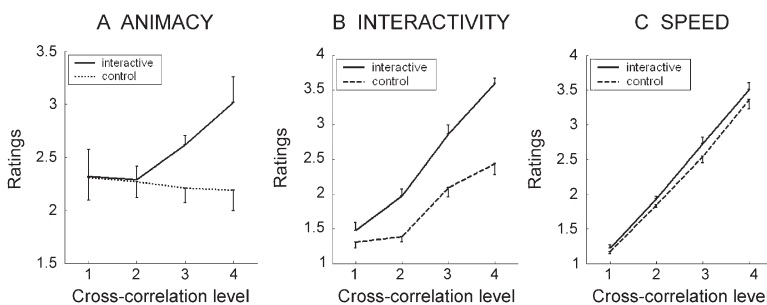 A ANIMACY
3.5
3
2.5
2
1.5
Ratings
interactive
control
1 2 3 4
Cross-correlation level
B INTERACTIVITY
4
3.5
3
2.5
2
1.5
1
Ratings
interactive
control
1 2 3 4
Cross-correlation level
C SPEED
4
3.5
3
2.5
2
1.5
1
Ratings
interactive
control
1 2 3 4
Cross-correlation level